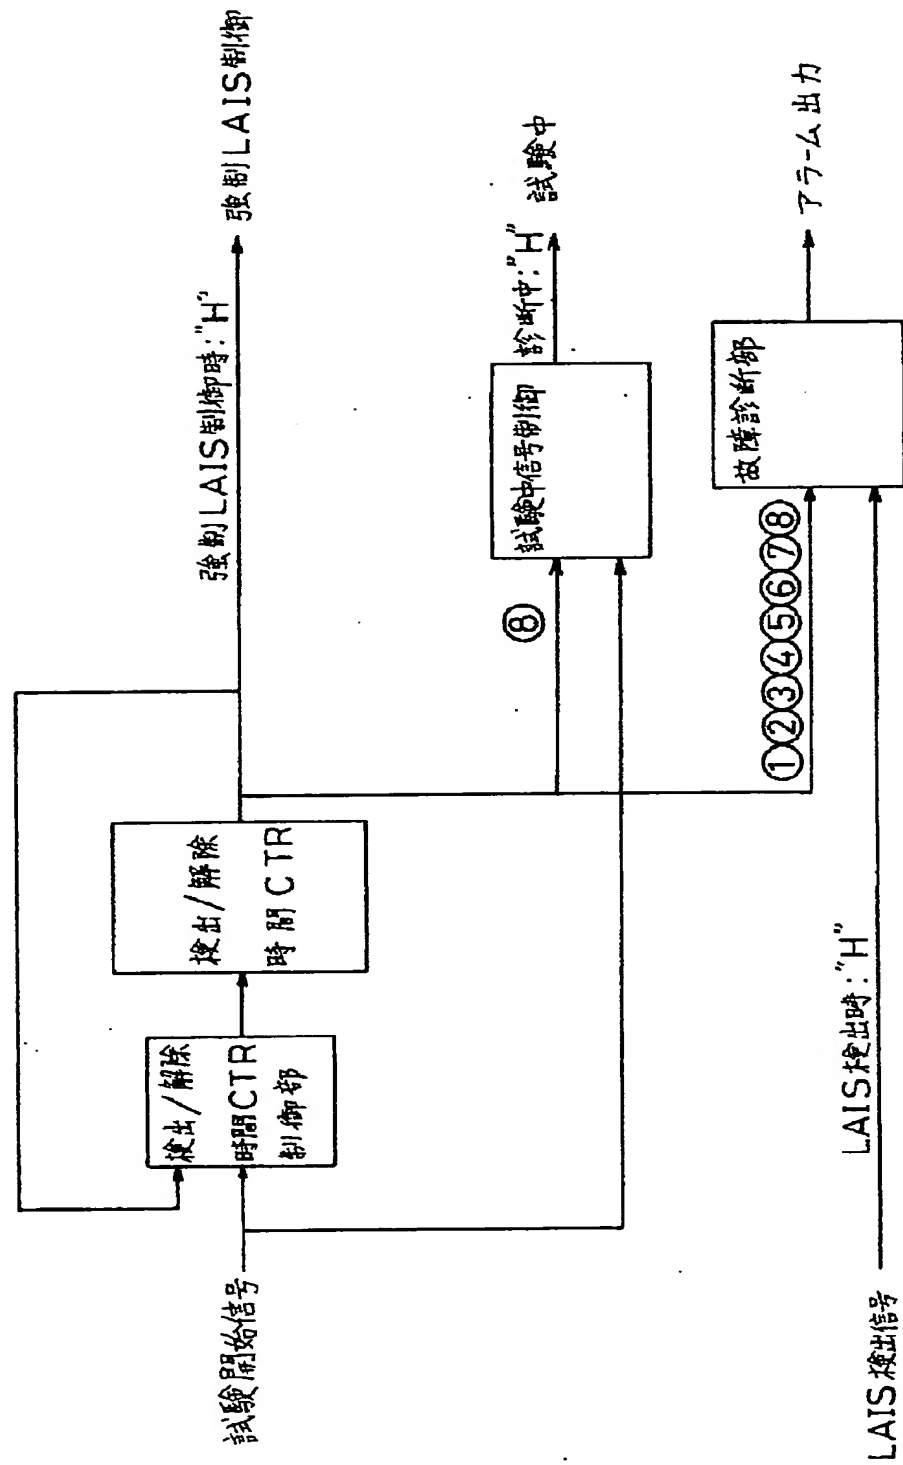 試験開始信号
検出/解除
時間CTR
制御部
検出/解除
時間CTR
強制LAIS制御時:"H"
強制LAIS制御
⑧
試験中信号制御
診断中:"H"
試験中
①②③④⑤⑥⑦⑧
故障診断部
アラーム出力
LAIS検出信号
LAIS検出時:"H"